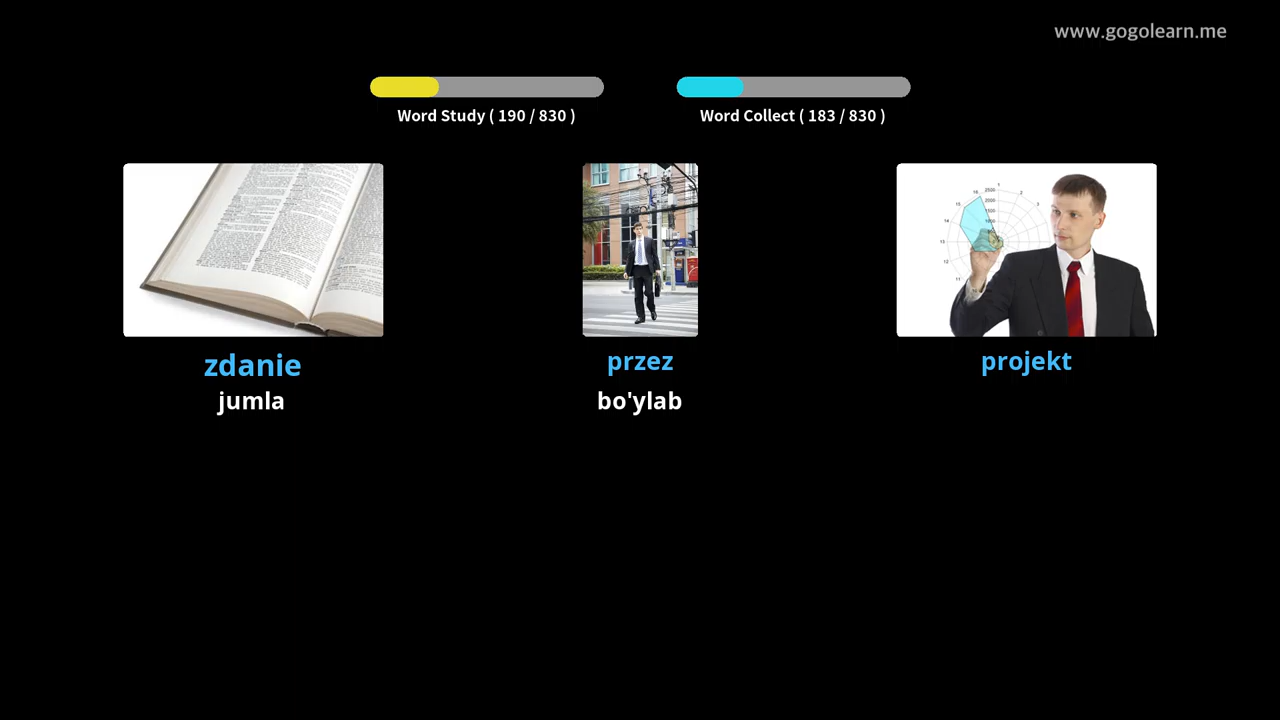 www.gogolearn.me
Word Study ( 190 / 830 )
Word Collect ( 183 / 830 )
zdanie
przez
projekt
jumla
bo'ylab